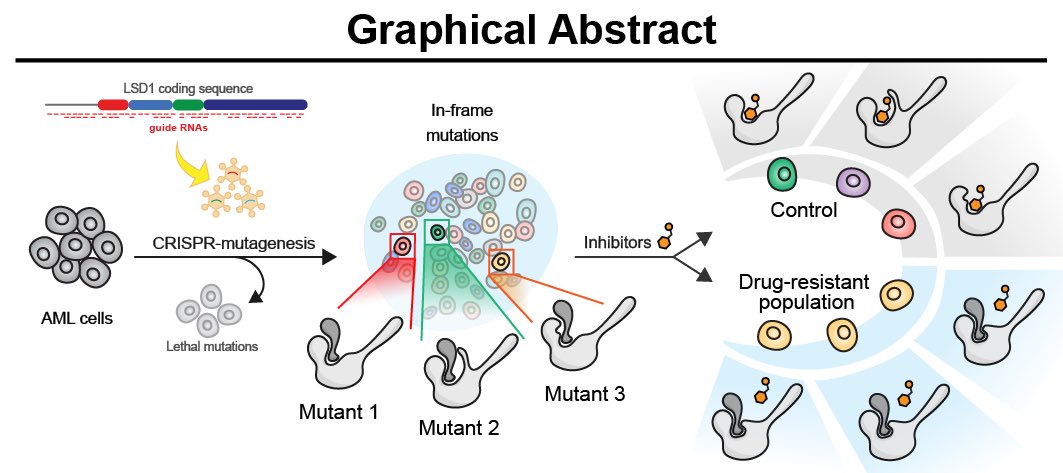 Graphical Abstract
LSD1 coding sequence
guide RNAs
In-frame
mutations
CRISPR-mutagenesis
AML cells
Lethal mutations
Mutant 1
Mutant 2
Mutant 3
Inhibitors
Control
Drug-resistant
population